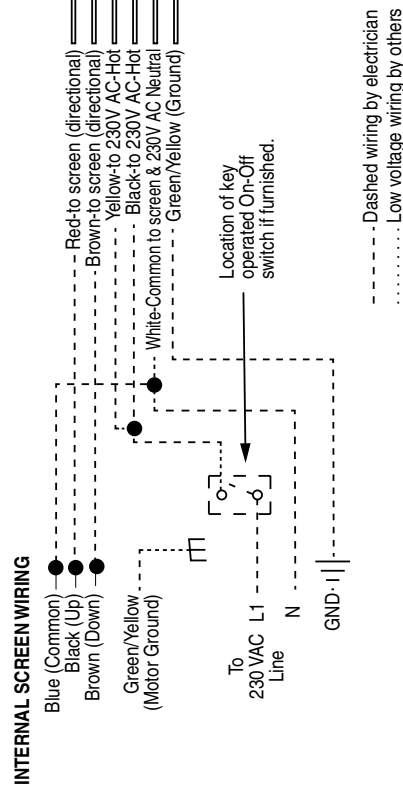 INTERNAL SCREEN WIRING
Blue (Common)
Black (Up)
Brown (Down)
Green/Yellow
(Motor Ground)
To
230 VAC
Line
L1
N
GND
Red-to screen (directional)
Brown-to screen (directional)
Yellow-to 230V AC-Hot
Black-to 230V AC-Hot
White-Common to screen & 230V AC Neutral
Green/Yellow (Ground)
Location of key
operated On-Off
switch if furnished.
Dashed wiring by electrician
Low voltage wiring by others